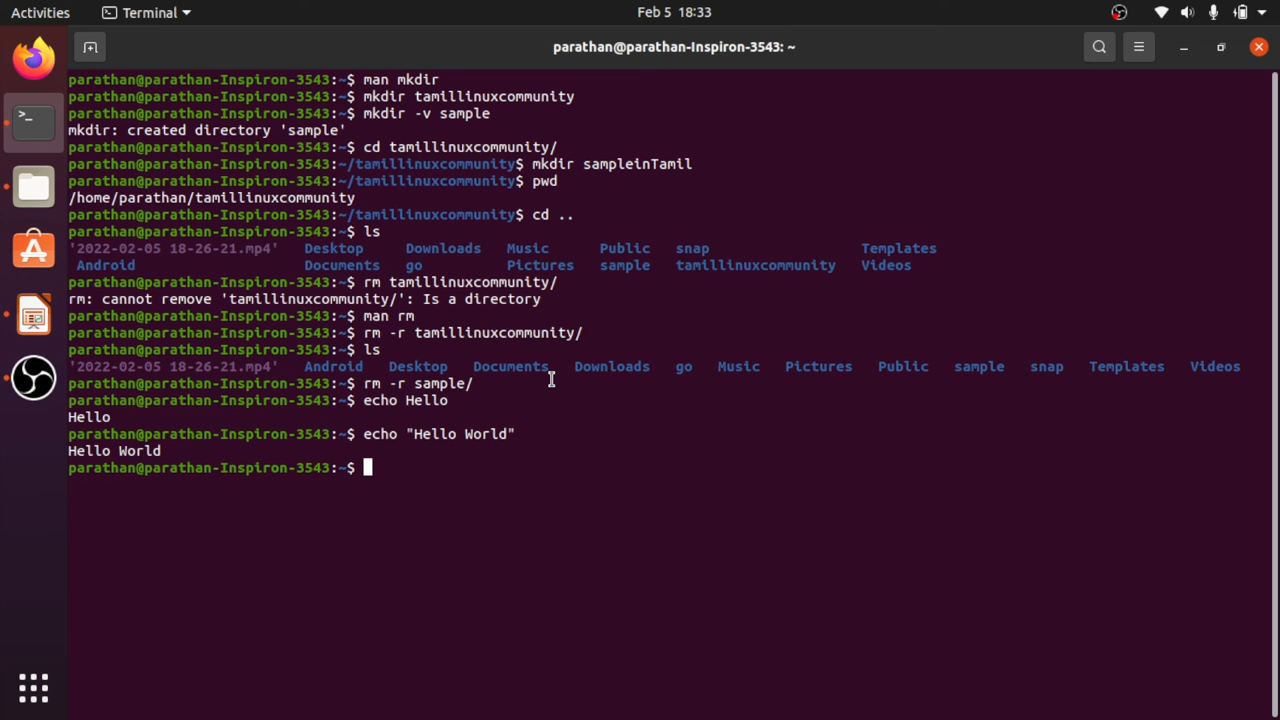 Activities Terminal Feb 5 18:33
parathan@parathan-Inspiron-3543: ~
parathan@parathan-Inspiron-3543:~$ man mkdir
parathan@parathan-Inspiron-3543:~$ mkdir tamillinuxcommunity
parathan@parathan-Inspiron-3543:~$ mkdir -v sample
mkdir: created directory 'sample'
parathan@parathan-Inspiron-3543:~$ cd tamillinuxcommunity/
parathan@parathan-Inspiron-3543:~/tamillinuxcommunity$ mkdir sampleinTamil
parathan@parathan-Inspiron-3543:~/tamillinuxcommunity$ pwd
/home/parathan/tamillinuxcommunity
parathan@parathan-Inspiron-3543:~/tamillinuxcommunity$ cd ..
parathan@parathan-Inspiron-3543:~$ ls
'2022-02-05 18-26-21.mp4' Desktop Downloads Music Public snap Templates
Android Documents go Pictures sample tamillinuxcommunity Videos
parathan@parathan-Inspiron-3543:~$ rm tamillinuxcommunity/
rm: cannot remove 'tamillinuxcommunity/': Is a directory
parathan@parathan-Inspiron-3543:~$ man rm
parathan@parathan-Inspiron-3543:~$ rm -r tamillinuxcommunity/
parathan@parathan-Inspiron-3543:~$ ls
'2022-02-05 18-26-21.mp4' Android Desktop Documents Downloads go Music Pictures Public sample snap Templates Videos
parathan@parathan-Inspiron-3543:~$ rm -r sample/
parathan@parathan-Inspiron-3543:~$ echo Hello
Hello
parathan@parathan-Inspiron-3543:~$ echo "Hello World"
Hello World
parathan@parathan-Inspiron-3543:~$